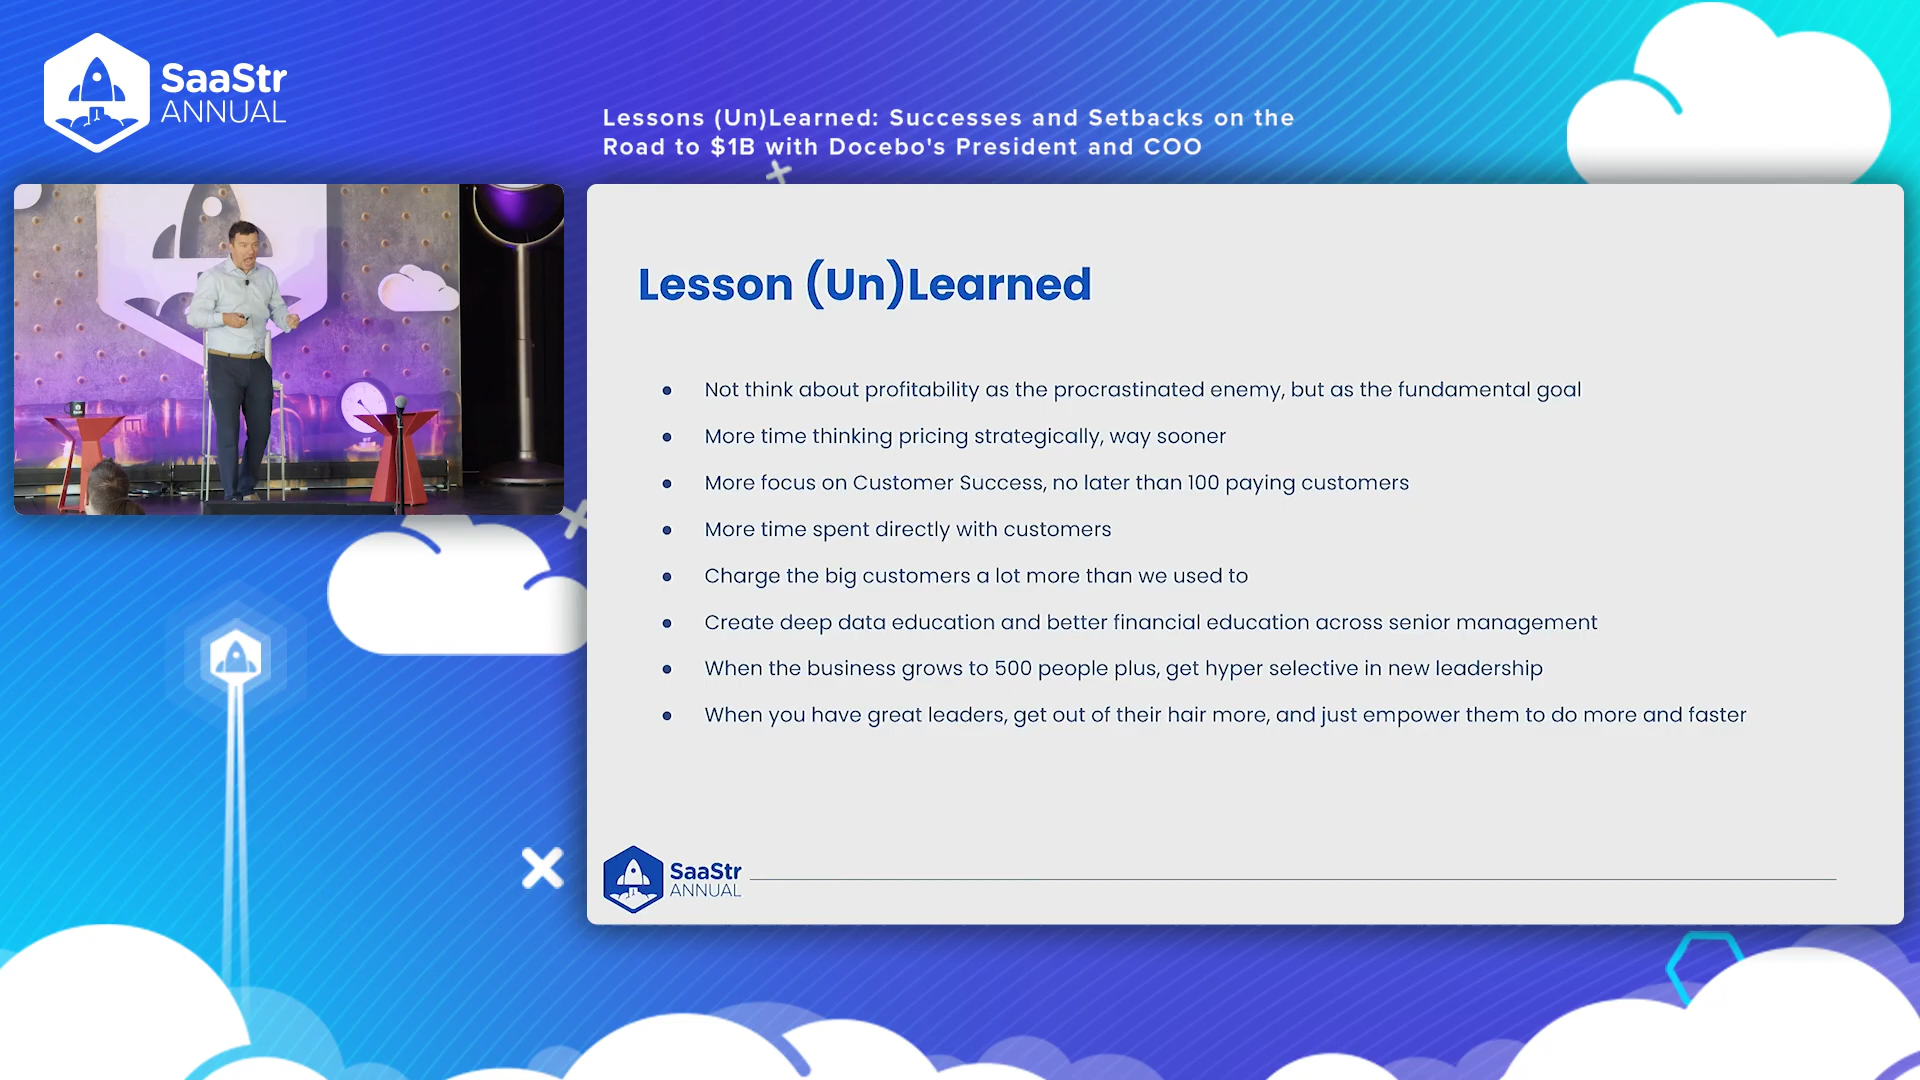 SaaStr
ANNUAL
Lessons (Un)Learned: Successes and Setbacks on the
Road to $1B with Docebo's President and COO
Lesson (Un)Learned
• Not think about profitability as the procrastinated enemy, but as the fundamental goal
• More time thinking pricing strategically, way sooner
• More focus on Customer Success, no later than 100 paying customers
• More time spent directly with customers
• Charge the big customers a lot more than we used to
• Create deep data education and better financial education across senior management
• When the business grows to 500 people plus, get hyper selective in new leadership
• When you have great leaders, get out of their hair more, and just empower them to do more and faster
SaaStr
ANNUAL